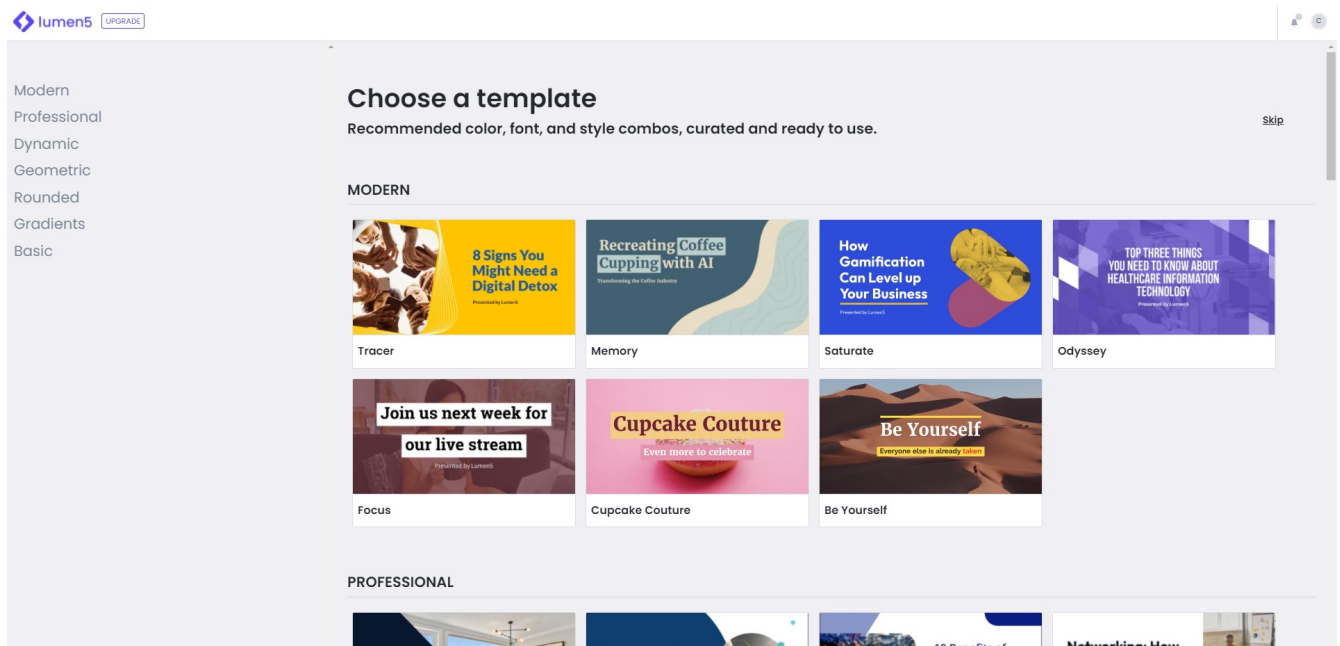 lumen5 UPGRADE
C
Modern
Professional
Dynamic
Geometric
Rounded
Gradients
Basic
Choose a template
Recommended color, font, and style combos, curated and ready to use.
Skip
MODERN
8 Signs You
Might Need a
Digital Detox
Presented by Lumen5
Tracer
Recreating Coffee
Cupping with AI
Transforming the Coffee Industry
Memory
How
Gamification
Can Level up
Your Business
Presented by Lumen5
Saturate
TOP THREE THINGS
YOU NEED TO KNOW ABOUT
HEALTHCARE INFORMATION
TECHNOLOGY
Presented by Lumen5
Odyssey
Join us next week for
our live stream
Presented by Lumen5
Focus
Cupcake Couture
Even more to celebrate
Cupcake Couture
Be Yourself
Everyone else is already taken
Be Yourself
PROFESSIONAL
10 Benefits of
Networking: How